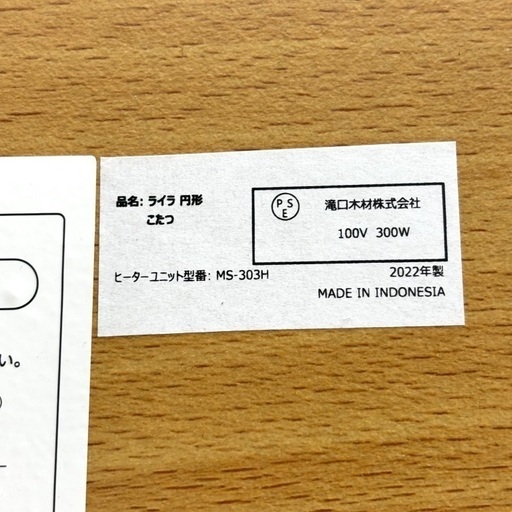 品名: ライラ 円形
こたつ
PSE
滝口木材株式会社
100V 300W
ヒーターユニット型番: MS-303H
2022年製
MADE IN INDONESIA
い。
)